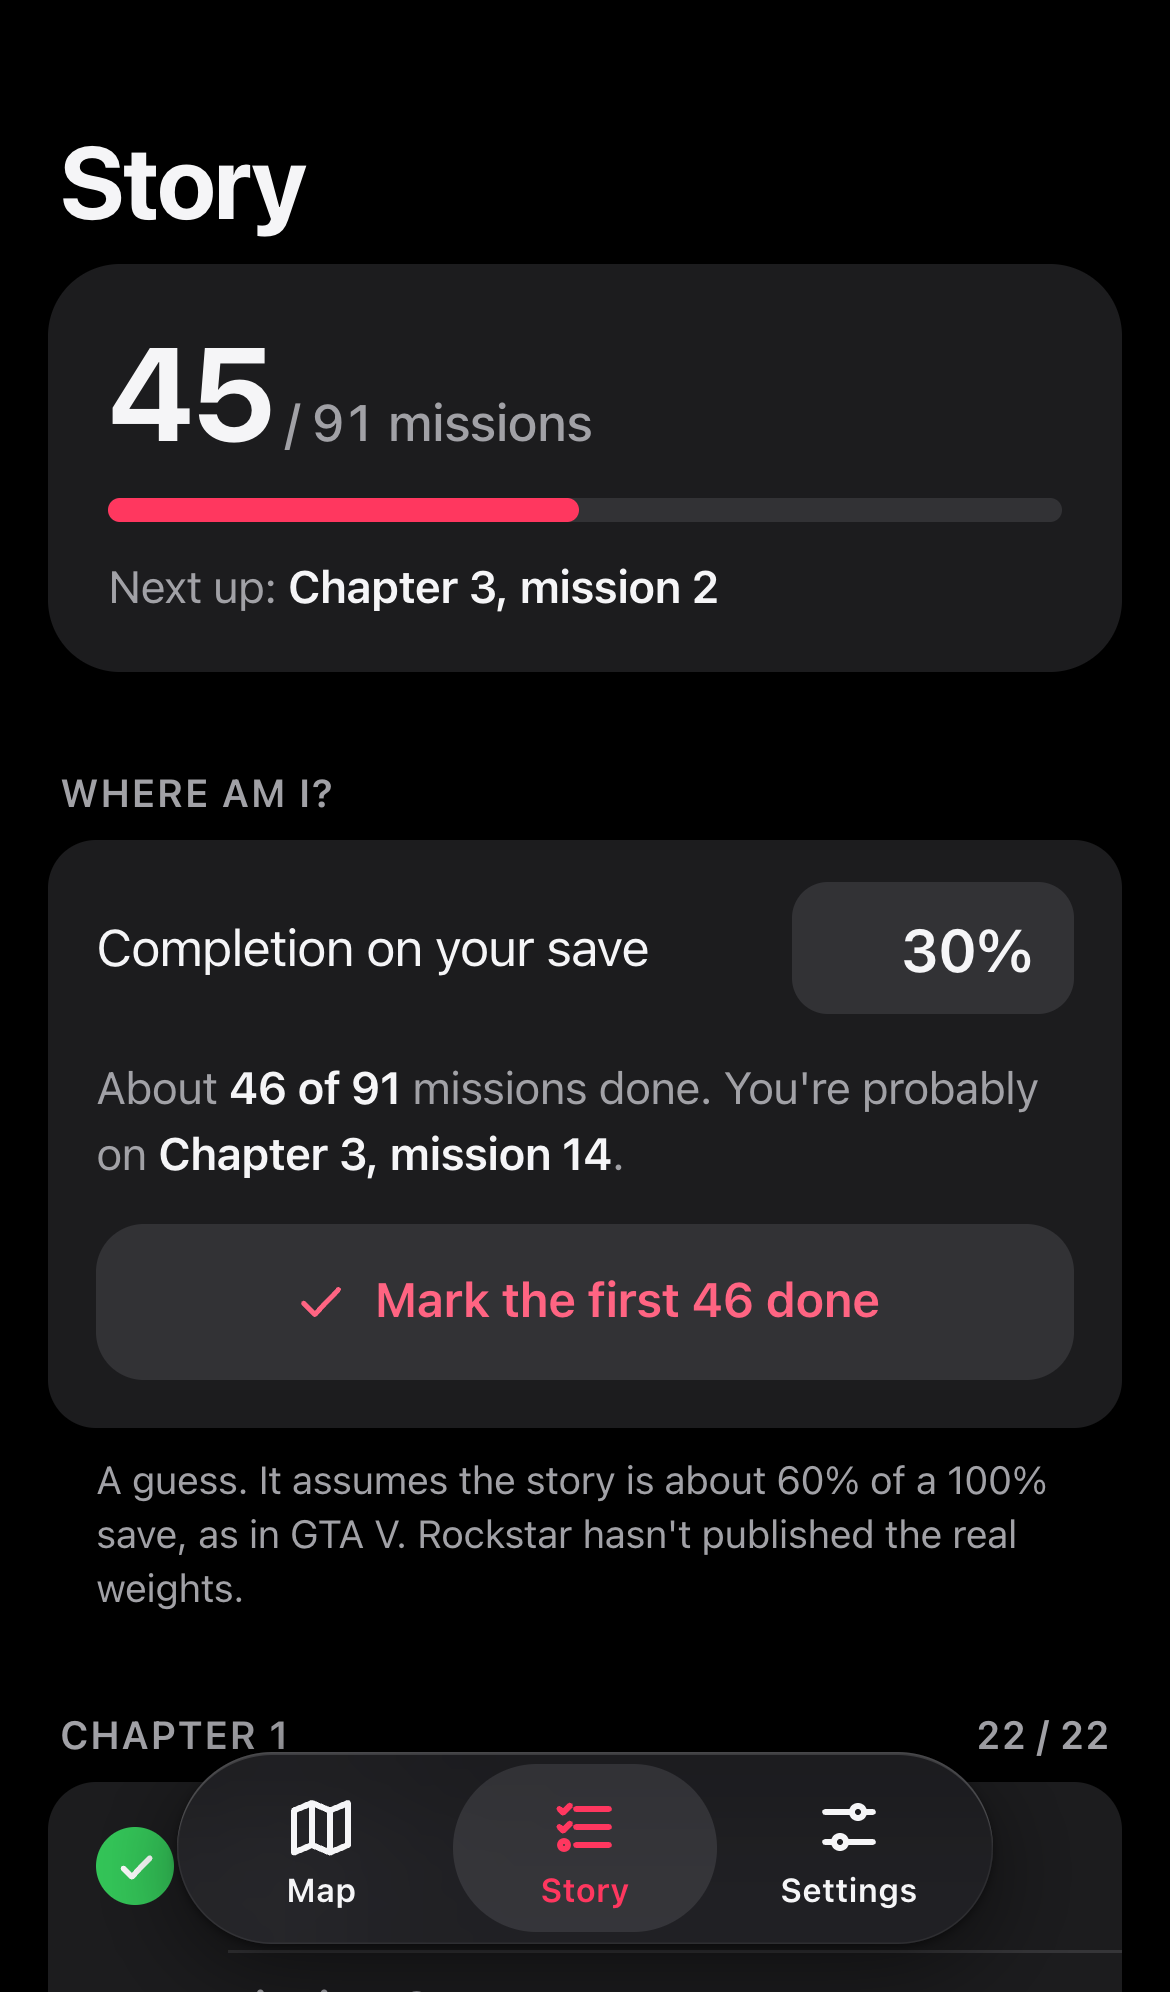 Story
45 / 91 missions
Next up: Chapter 3, mission 2
WHERE AM I?
Completion on your save 30%
About 46 of 91 missions done. You're probably
on Chapter 3, mission 14.
Mark the first 46 done
A guess. It assumes the story is about 60% of a 100%
save, as in GTA V. Rockstar hasn't published the real
weights.
CHAPTER 1 22 / 22
Map Story Settings